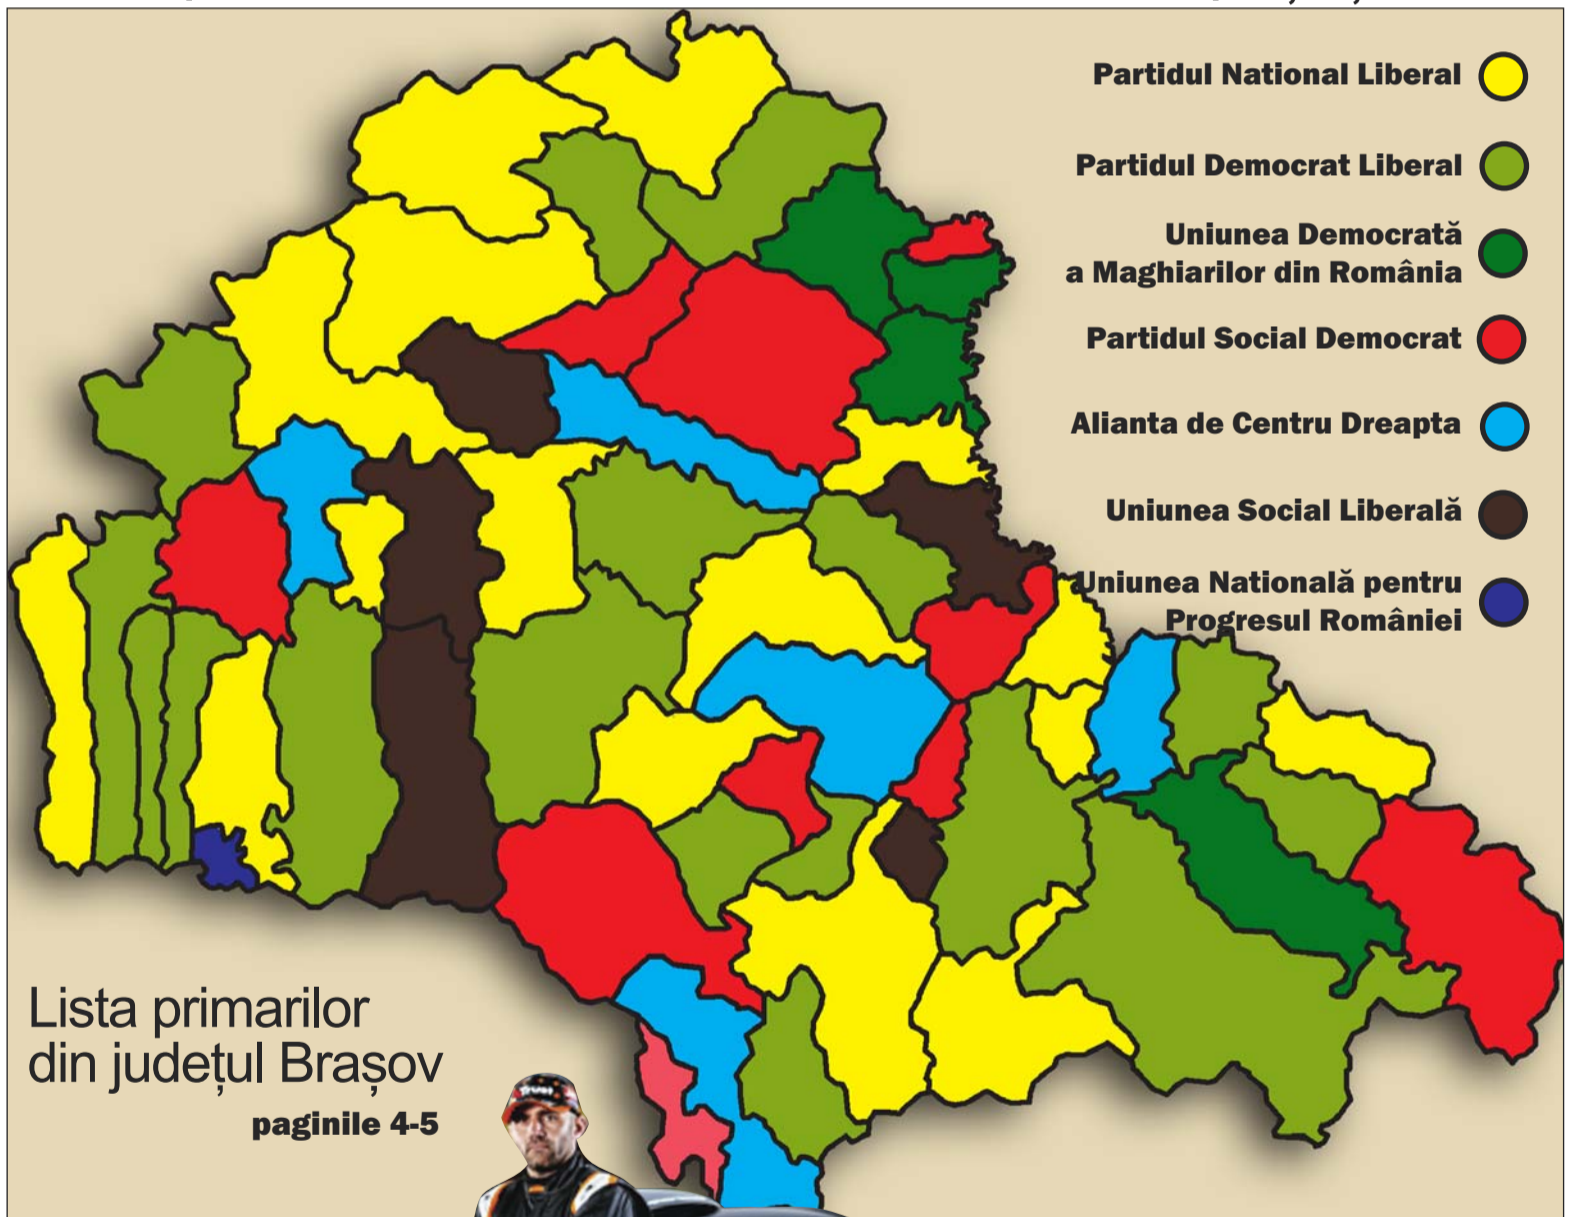 Partidul National Liberal
Partidul Democrat Liberal
Uniunea Democrată
a Maghiarilor din România
Partidul Social Democrat
Alianta de Centru Dreapta
Uniunea Social Liberală
Uniunea Natională pentru
Progresul României
Lista primarilor
din județul Brașov
paginile 4-5